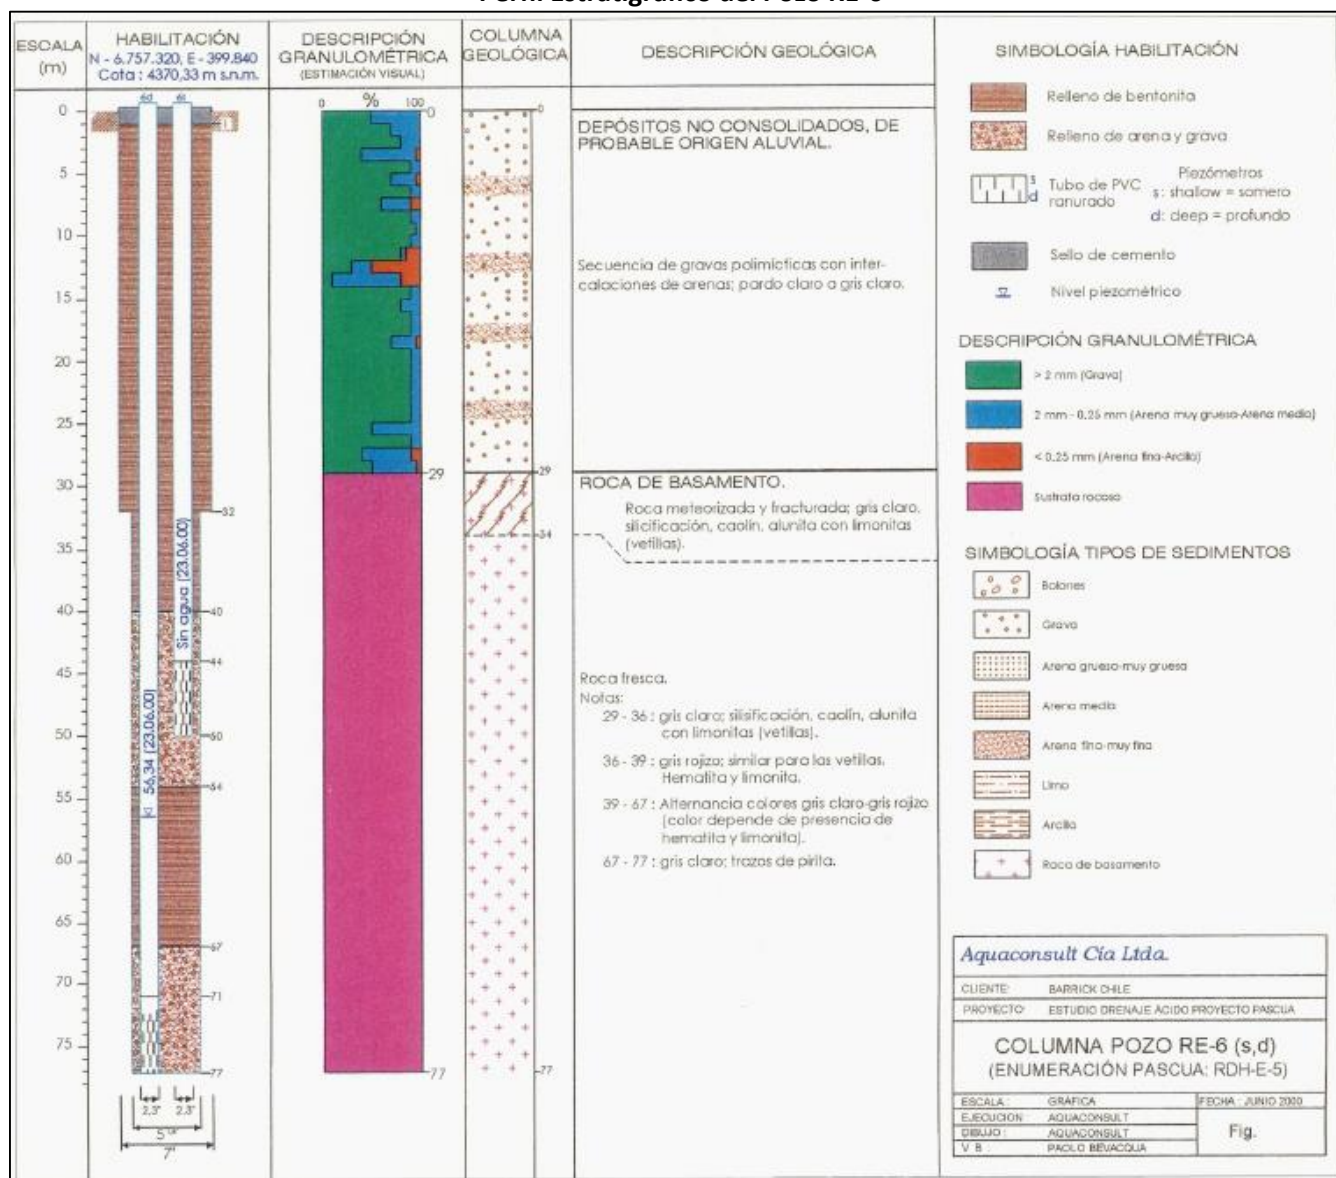 ESCALA
(m)
HABILITACIÓN
N - 6.757.320, E - 399.840
Cota : 4370,33 m s.n.m.
DESCRIPCIÓN
GRANULOMÉTRICA
(ESTIMACIÓN VISUAL)
COLUMNA
GEOLÓGICA
DESCRIPCIÓN GEOLÓGICA
6d 6s
0
5
10
15
20
25
30
35
40
45
50
55
60
65
70
75
1
32
40
44
50
54
67
71
77
Sin agua (23.06.00)
56,34 (23.06.00)
2,3" 2,3"
7"
0 % 100
0
29
77
0
29
34
77
DEPÓSITOS NO CONSOLIDADOS, DE
PROBABLE ORIGEN ALUVIAL.
Secuencia de gravas polimícticas con inter-
calaciones de arenas; pardo claro a gris claro.
ROCA DE BASAMENTO.
Roca meteorizada y fracturada; gris claro,
silicificación, caolín, alunita con limonitas
(vetillas).
Roca fresca.
Notas:
29 - 36 : gris claro; silisificación, caolín, alunita
con limonitas (vetillas).
36 - 39 : gris rojizo; similar para las vetillas.
Hematita y limonita.
39 - 67 : Alternancia colores gris claro-gris rojizo
(color depende de presencia de
hematita y limonita).
67 - 77 : gris claro; trazos de pirita.
SIMBOLOGÍA HABILITACIÓN
Relleno de bentonita
Relleno de arena y grava
s
d
Tubo de PVC
ranurado
Piezómetros
s: shallow = somero
d: deep = profundo
Sello de cemento
Nivel piezométrico
DESCRIPCIÓN GRANULOMÉTRICA
> 2 mm (Grava)
2 mm - 0.25 mm (Arena muy gruesa-Arena media)
< 0.25 mm (Arena fina-Arcilla)
Sustrato rocoso
SIMBOLOGÍA TIPOS DE SEDIMENTOS
Bolones
Grava
Arena gruesa-muy gruesa
Arena media
Arena fina-muy fina
Limo
Arcilla
Roca de basamento
Aquaconsult Cía Ltda.
CLIENTE: BARRICK CHILE
PROYECTO: ESTUDIO DRENAJE ÁCIDO PROYECTO PASCUA
COLUMNA POZO RE-6 (s,d)
(ENUMERACIÓN PASCUA: RDH-E-5)
ESCALA: GRÁFICA FECHA : JUNIO 2000
EJECUCION: AQUACONSULT
DIBUJO : AQUACONSULT
V B : PAOLO BEVACQUA
Fig.